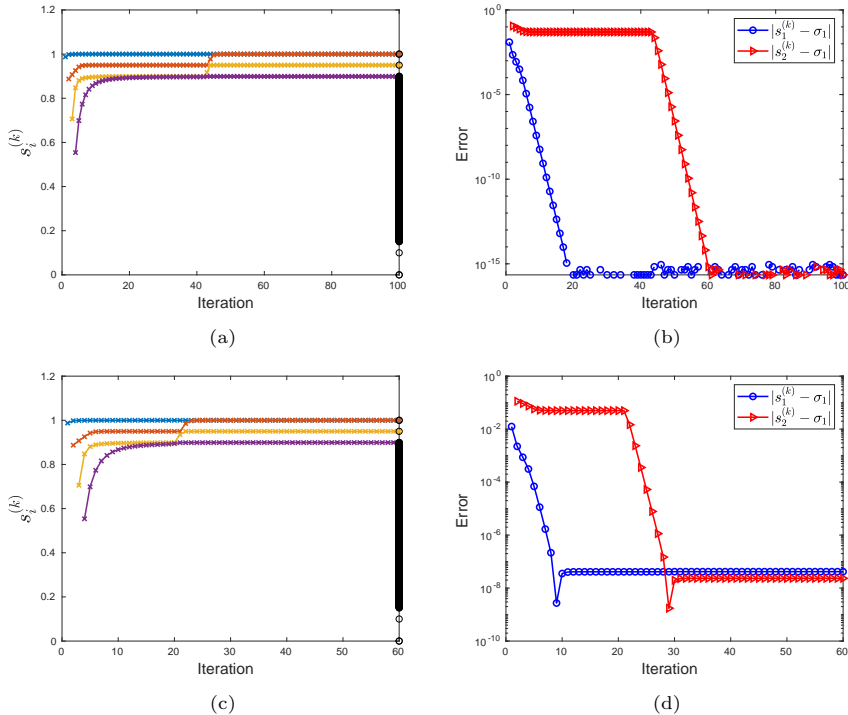 1.2
1
0.8
0.6
0.4
0.2
0
s_i^{(k)}
0 20 40 60 80 100
Iteration
(a)
10^0
10^{-5}
10^{-10}
10^{-15}
Error
|s_1^{(k)} − σ_1|
|s_2^{(k)} − σ_1|
0 20 40 60 80 100
Iteration
(b)
1.2
1
0.8
0.6
0.4
0.2
0
s_i^{(k)}
0 10 20 30 40 50 60
Iteration
(c)
10^0
10^{-2}
10^{-4}
10^{-6}
10^{-8}
10^{-10}
Error
|s_1^{(k)} − σ_1|
|s_2^{(k)} − σ_1|
0 10 20 30 40 50 60
Iteration
(d)